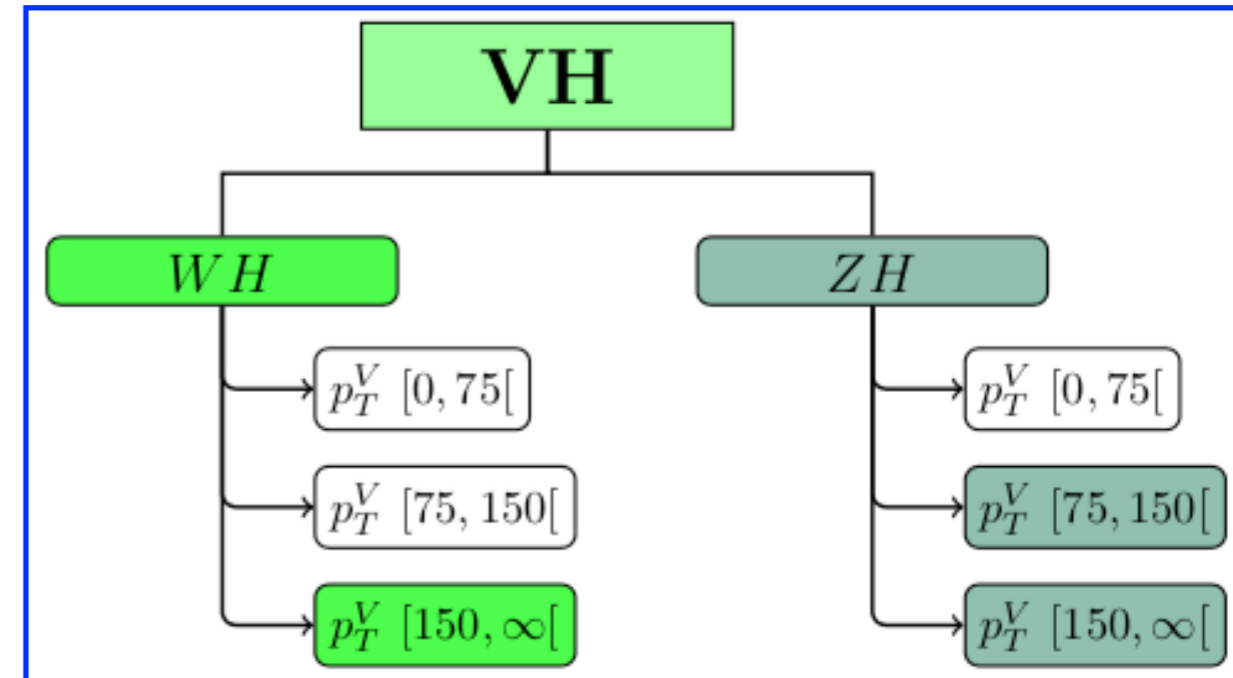 VH
WH
ZH
p_T^V [0, 75[
p_T^V [0, 75[
p_T^V [75, 150[
p_T^V [75, 150[
p_T^V [150, ∞[
p_T^V [150, ∞[